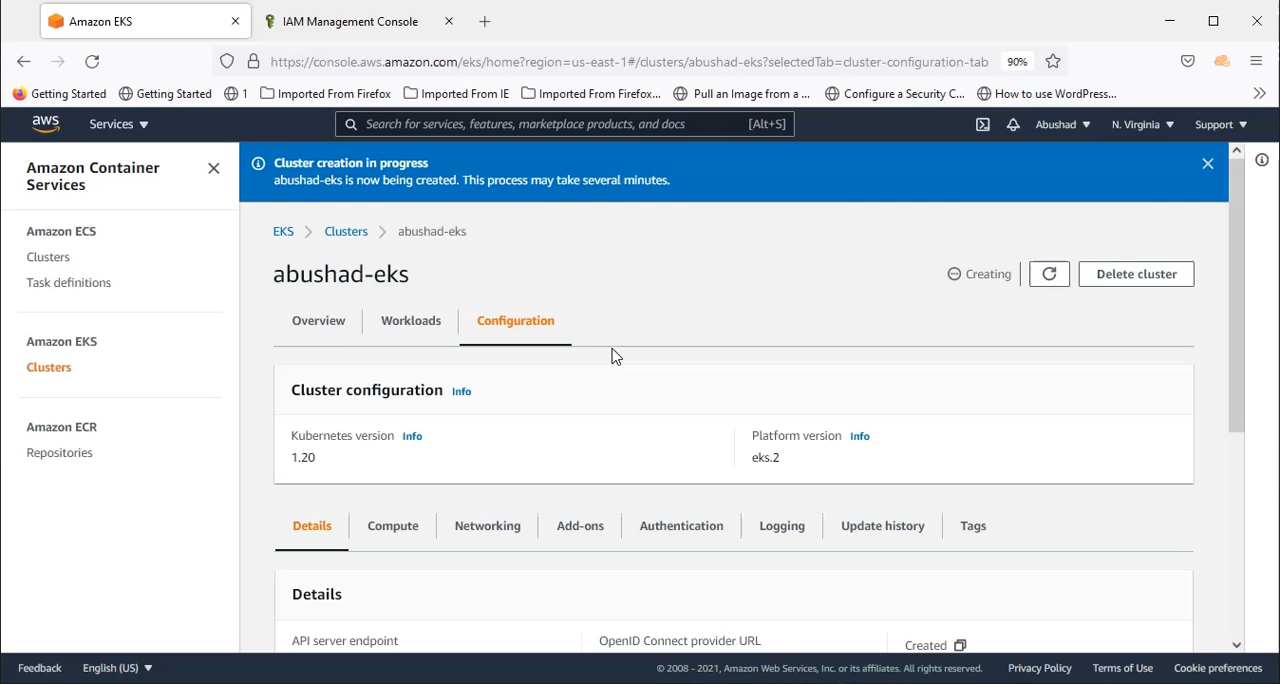 Amazon EKS
IAM Management Console
https://console.aws.amazon.com/eks/home?region=us-east-1#/clusters/abushad-eks?selectedTab=cluster-configuration-tab
90%
Getting Started
Getting Started
1
Imported From Firefox
Imported From IE
Imported From Firefox...
Pull an Image from a ...
Configure a Security C...
How to use WordPress...
aws
Services
Search for services, features, marketplace products, and docs
[Alt+S]
Abushad
N. Virginia
Support
Amazon Container
Services
Cluster creation in progress
abushad-eks is now being created. This process may take several minutes.
Amazon ECS
Clusters
Task definitions
Amazon EKS
Clusters
Amazon ECR
Repositories
EKS
Clusters
abushad-eks
abushad-eks
Creating
Delete cluster
Overview
Workloads
Configuration
Cluster configuration
Info
Kubernetes version
Info
1.20
Platform version
Info
eks.2
Details
Compute
Networking
Add-ons
Authentication
Logging
Update history
Tags
Details
API server endpoint
OpenID Connect provider URL
Created
Feedback
English (US)
© 2008 - 2021, Amazon Web Services, Inc. or its affiliates. All rights reserved.
Privacy Policy
Terms of Use
Cookie preferences